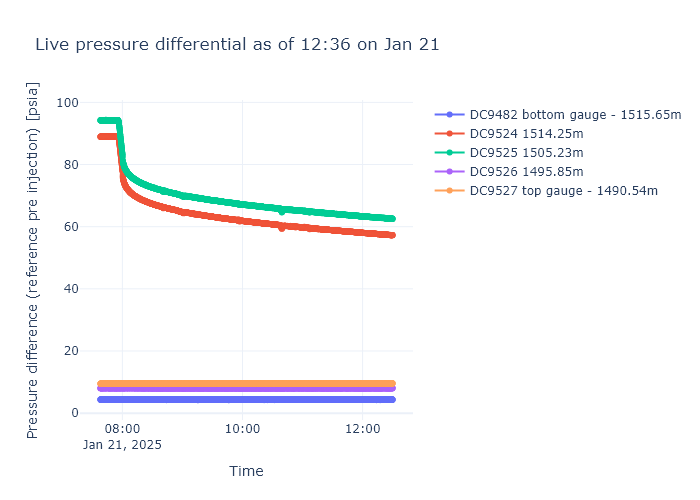 Live pressure differential as of 12:36 on Jan 21
Pressure difference (reference pre injection) [psia]
100
80
60
40
20
0
08:00
Jan 21, 2025
10:00
12:00
Time
DC9482 bottom gauge - 1515.65m
DC9524 1514.25m
DC9525 1505.23m
DC9526 1495.85m
DC9527 top gauge - 1490.54m